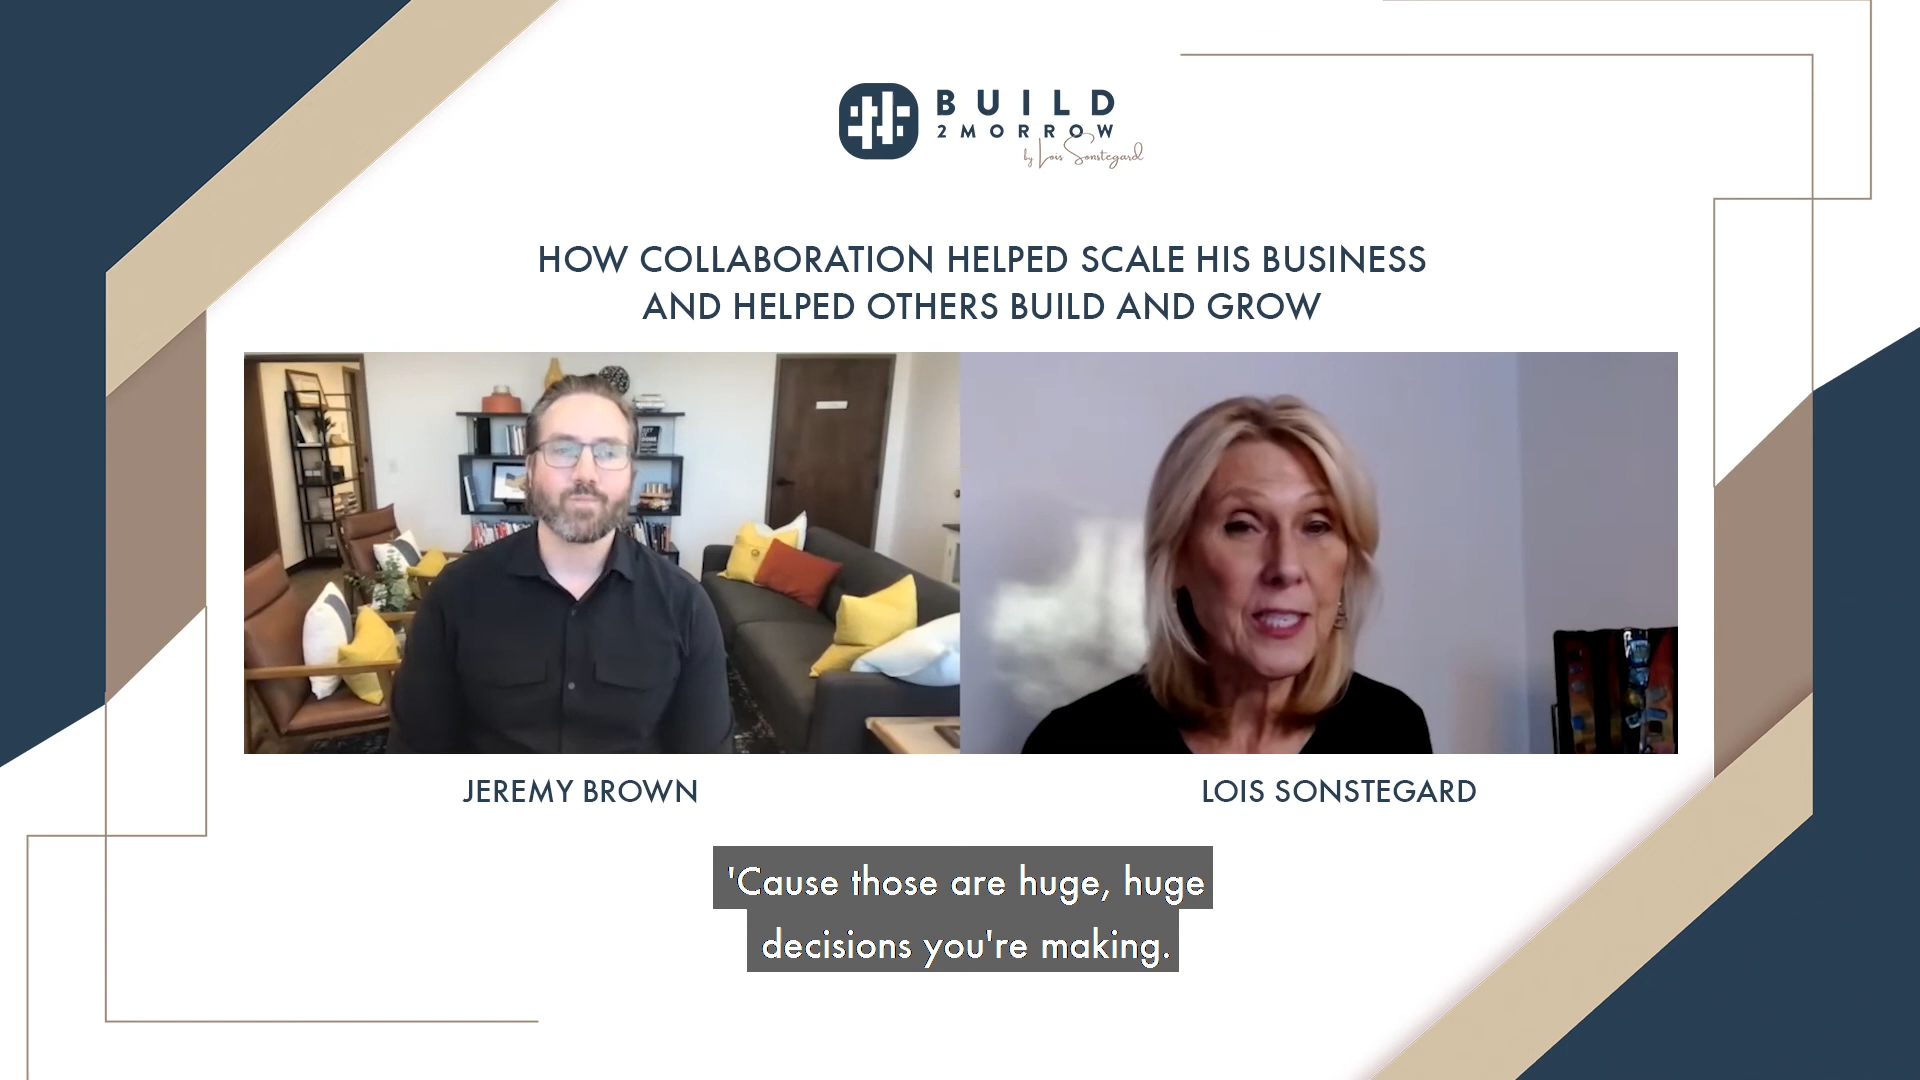 BUILD
2MORROW
by Lois Sonstegard
HOW COLLABORATION HELPED SCALE HIS BUSINESS
AND HELPED OTHERS BUILD AND GROW
JEREMY BROWN
LOIS SONSTEGARD
'Cause those are huge, huge
decisions you're making.